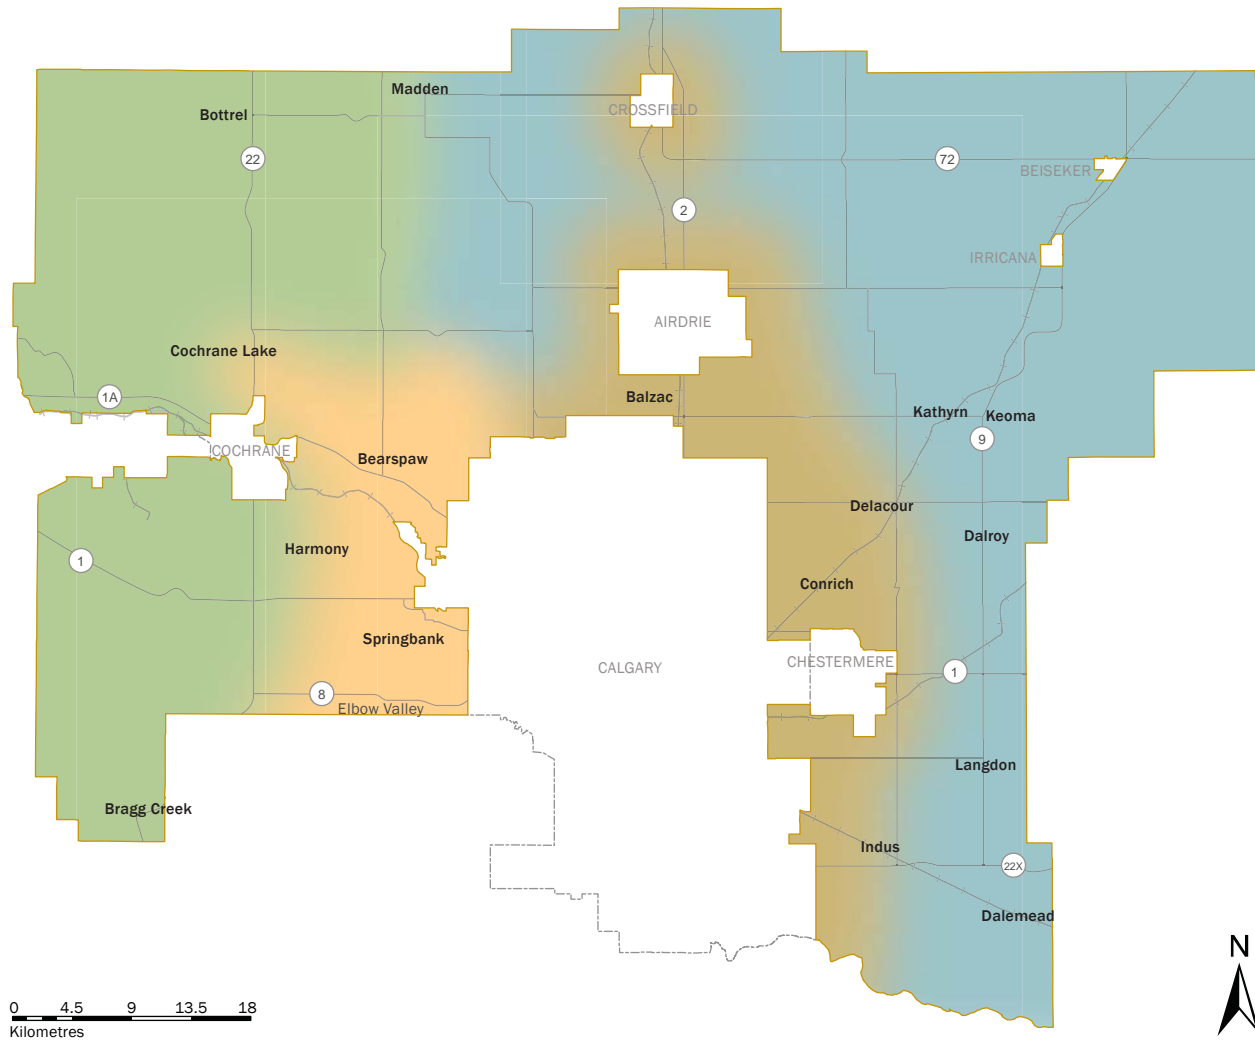 Madden
CROSSFIELD
Bottrel
22
72
BEISEKER
2
IRRICANA
AIRDRIE
Cochrane Lake
1A
Balzac
Kathyrn
Keoma
9
COCHRANE
Bearspaw
Delacour
Dalroy
Harmony
1
Conrich
Springbank
CALGARY
CHESTERMERE
1
8
Elbow Valley
Langdon
Bragg Creek
Indus
22X
Dalemead
N
0 4.5 9 13.5 18
Kilometres